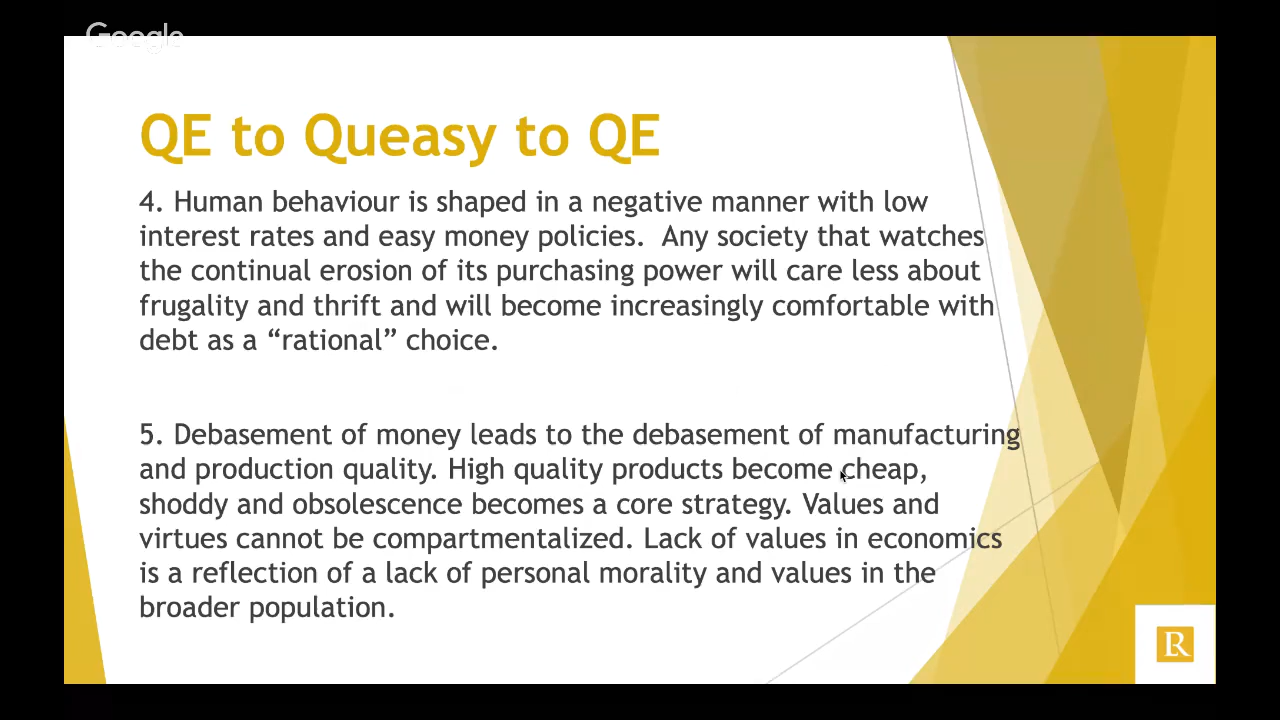 Google
QE to Queasy to QE
4. Human behaviour is shaped in a negative manner with low
interest rates and easy money policies.  Any society that watches
the continual erosion of its purchasing power will care less about
frugality and thrift and will become increasingly comfortable with
debt as a “rational” choice.
5. Debasement of money leads to the debasement of manufacturing
and production quality. High quality products become cheap,
shoddy and obsolescence becomes a core strategy. Values and
virtues cannot be compartmentalized. Lack of values in economics
is a reflection of a lack of personal morality and values in the
broader population.